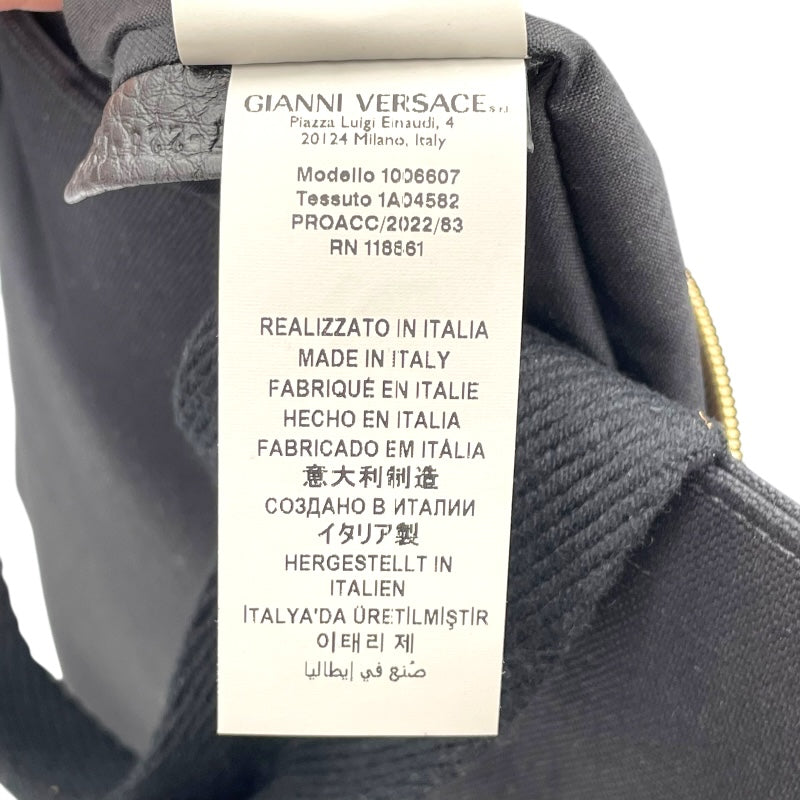 GIANNI VERSACE s.r.l
Piazza Luigi Einaudi, 4
20124 Milano, Italy
Modello 1006607
Tessuto 1A04582
PROACC/2022/83
RN 118861
REALIZZATO IN ITALIA
MADE IN ITALY
FABRIQUÉ EN ITALIE
HECHO EN ITALIA
FABRICADO EM ITÁLIA
意大利制造
СОЗДАНО В ИТАЛИИ
イタリア製
HERGESTELLT IN
ITALIEN
İTALYA'DA ÜRETİLMİŞTİR
이태리 제
صُنع في إيطاليا